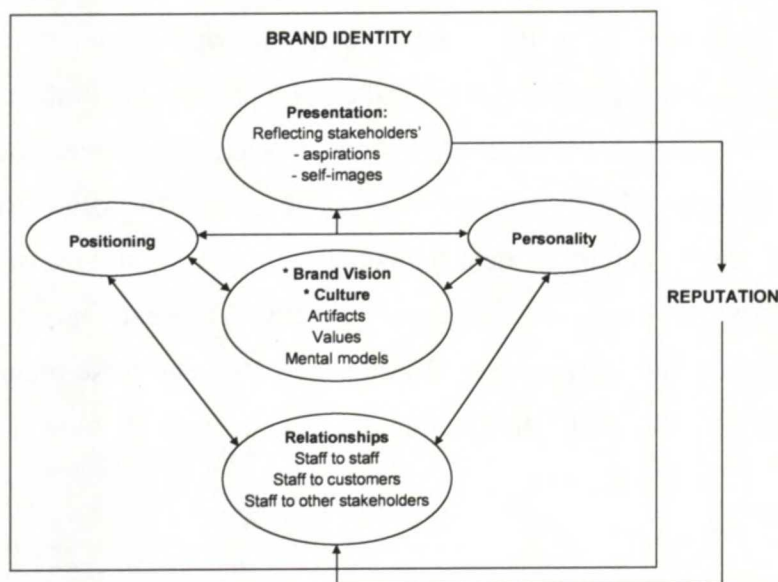 BRAND IDENTITY
Presentation:
Reflecting stakeholders'
- aspirations
- self-images
Positioning
Personality
* Brand Vision
* Culture
Artifacts
Values
Mental models
REPUTATION
Relationships
Staff to staff
Staff to customers
Staff to other stakeholders